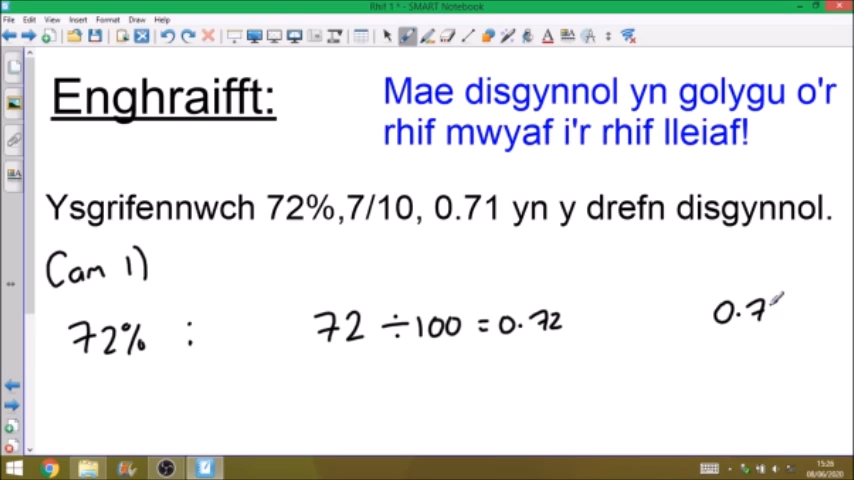 Rhif 1 * - SMART Notebook
File Edit View Insert Format Draw Help
Enghraifft:
Mae disgynnol yn golygu o'r
rhif mwyaf i'r rhif lleiaf!
Ysgrifennwch 72%,7/10, 0.71 yn y drefn disgynnol.
Cam 1)
72% : 72 ÷ 100 = 0.72 0.7
15:26
08/06/2020